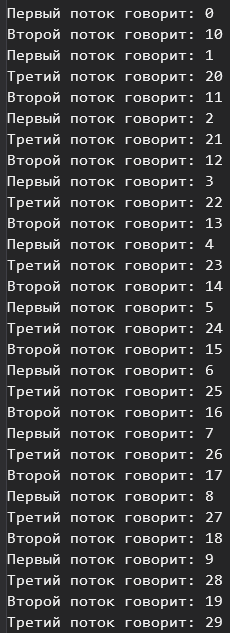 Первый поток говорит: 0
Второй поток говорит: 10
Первый поток говорит: 1
Третий поток говорит: 20
Второй поток говорит: 11
Первый поток говорит: 2
Третий поток говорит: 21
Второй поток говорит: 12
Первый поток говорит: 3
Третий поток говорит: 22
Второй поток говорит: 13
Первый поток говорит: 4
Третий поток говорит: 23
Второй поток говорит: 14
Первый поток говорит: 5
Третий поток говорит: 24
Второй поток говорит: 15
Первый поток говорит: 6
Третий поток говорит: 25
Второй поток говорит: 16
Первый поток говорит: 7
Третий поток говорит: 26
Второй поток говорит: 17
Первый поток говорит: 8
Третий поток говорит: 27
Второй поток говорит: 18
Первый поток говорит: 9
Третий поток говорит: 28
Второй поток говорит: 19
Третий поток говорит: 29